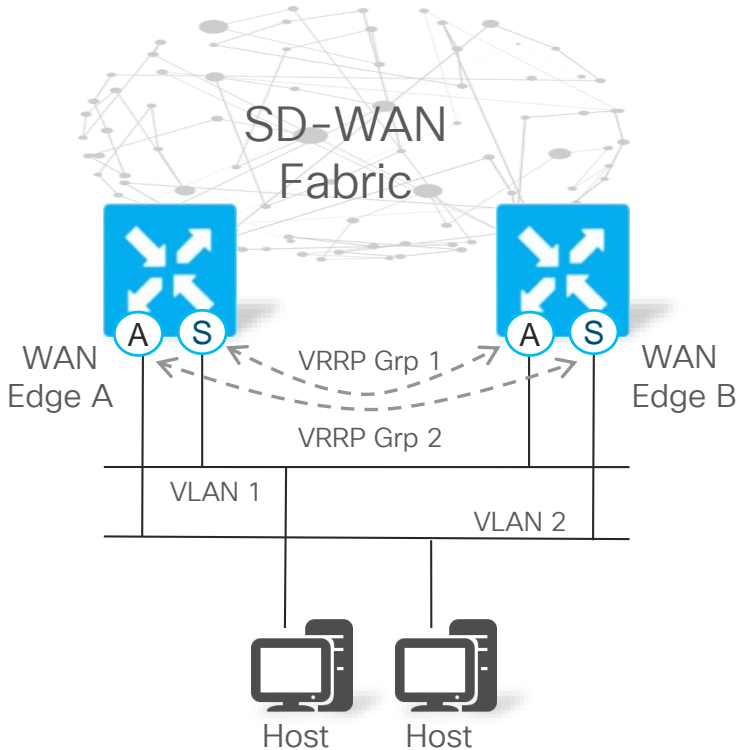 SD-WAN
Fabric
A
S
A
S
WAN
Edge A
VRRP Grp 1
WAN
Edge B
VRRP Grp 2
VLAN 1
VLAN 2
Host
Host